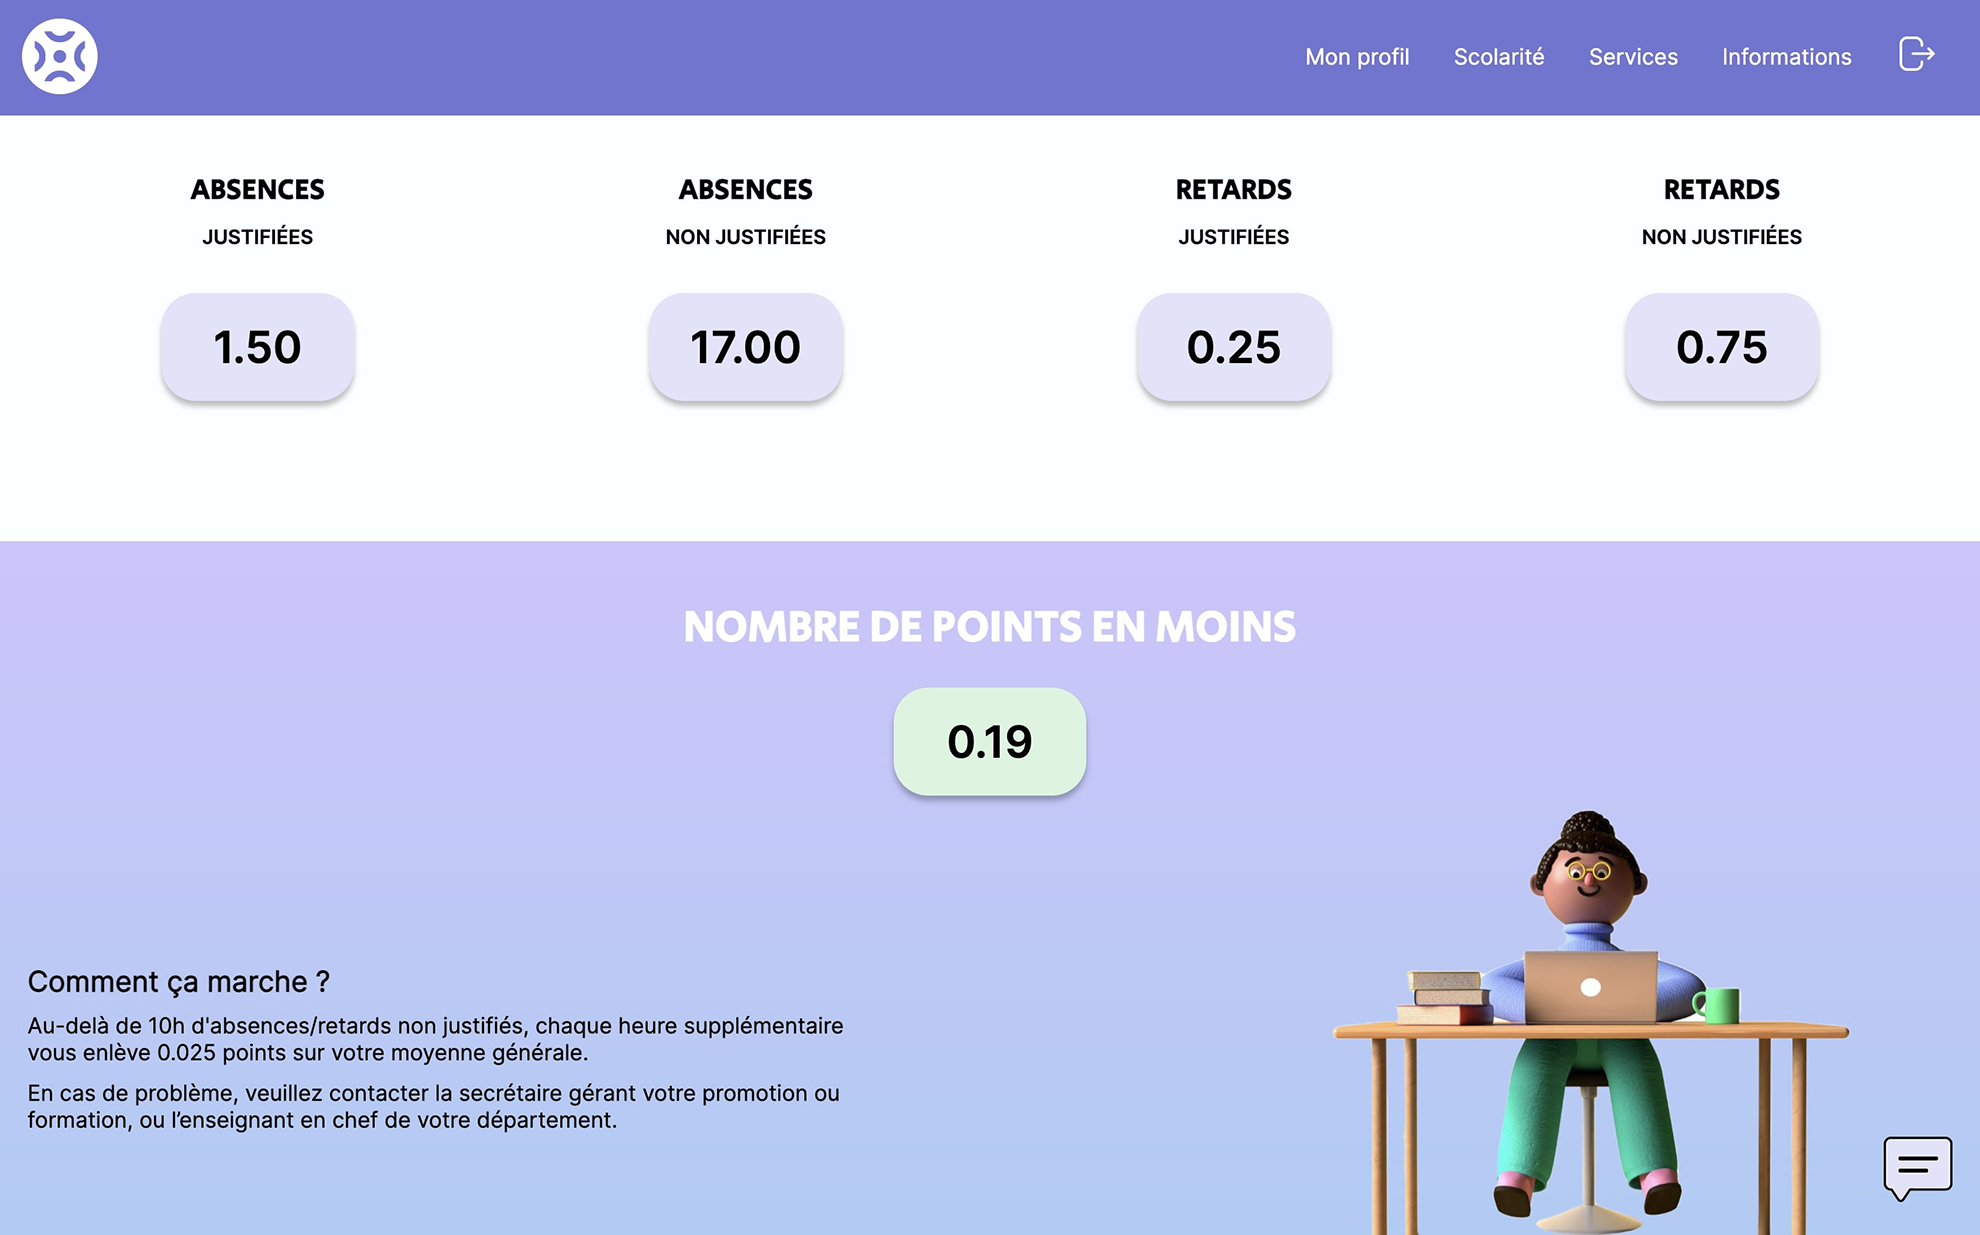 Mon profil Scolarité Services Informations
ABSENCES
JUSTIFIÉES
1.50
ABSENCES
NON JUSTIFIÉES
17.00
RETARDS
JUSTIFIÉES
0.25
RETARDS
NON JUSTIFIÉES
0.75
NOMBRE DE POINTS EN MOINS
0.19
Comment ça marche ?
Au-delà de 10h d'absences/retards non justifiés, chaque heure supplémentaire
vous enlève 0.025 points sur votre moyenne générale.
En cas de problème, veuillez contacter la secrétaire gérant votre promotion ou
formation, ou l’enseignant en chef de votre département.